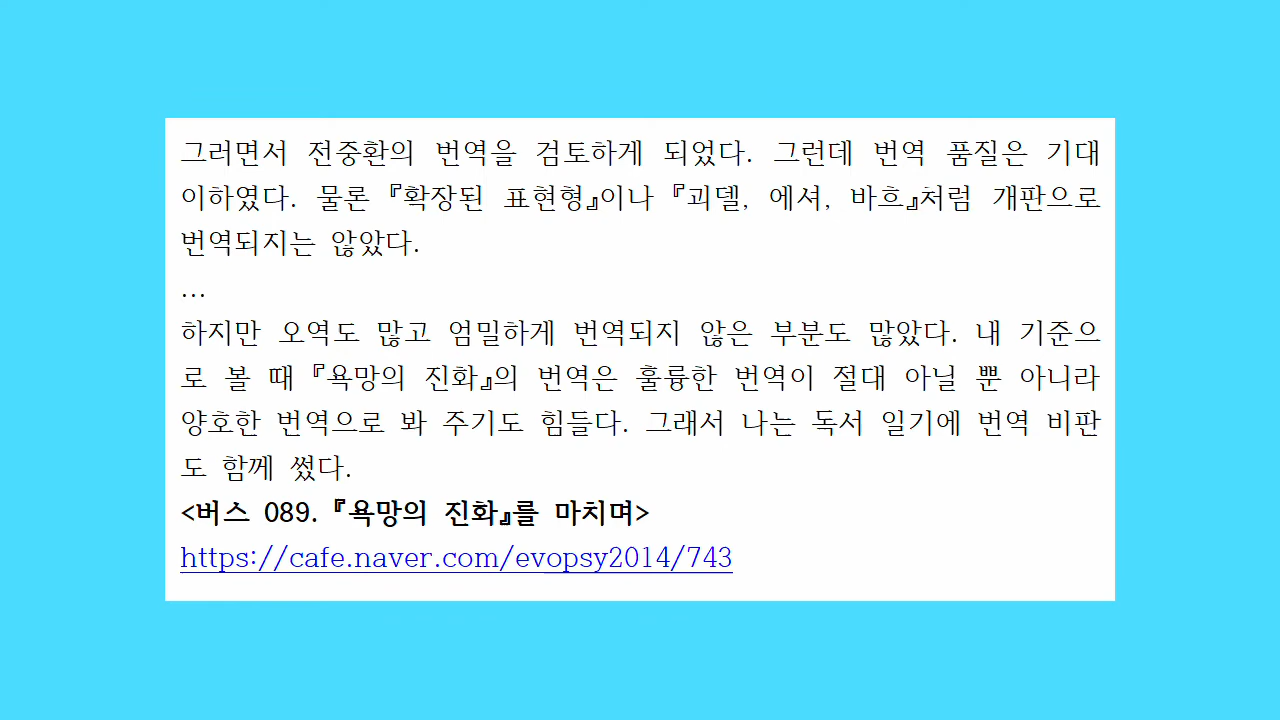 그러면서 전중환의 번역을 검토하게 되었다. 그런데 번역 품질은 기대
이하였다. 물론 『확장된 표현형』이나 『괴델, 에셔, 바흐』처럼 개판으로
번역되지는 않았다.
…
하지만 오역도 많고 엄밀하게 번역되지 않은 부분도 많았다. 내 기준으
로 볼 때 『욕망의 진화』의 번역은 훌륭한 번역이 절대 아닐 뿐 아니라
양호한 번역으로 봐 주기도 힘들다. 그래서 나는 독서 일기에 번역 비판
도 함께 썼다.
<버스 089. 『욕망의 진화』를 마치며>
https://cafe.naver.com/evopsy2014/743